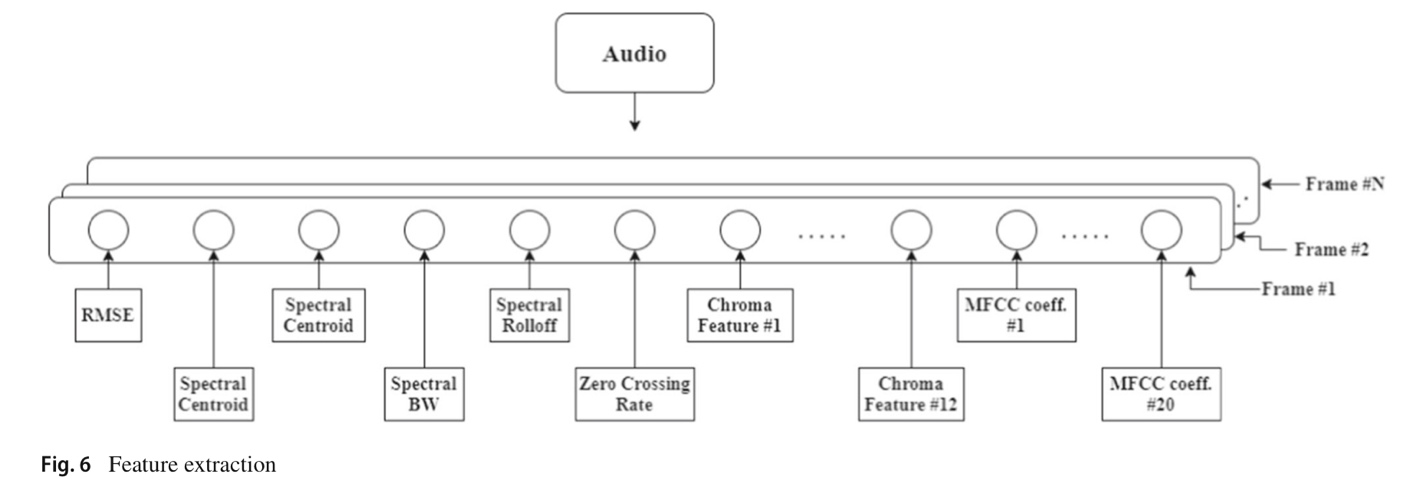 Audio
Frame #N
Frame #2
Frame #1
RMSE
Spectral
Centroid
Spectral
Centroid
Spectral
BW
Spectral
Rolloff
Zero Crossing
Rate
Chroma
Feature #1
.....
Chroma
Feature #12
MFCC coeff.
#1
.....
MFCC coeff.
#20
Fig. 6 Feature extraction